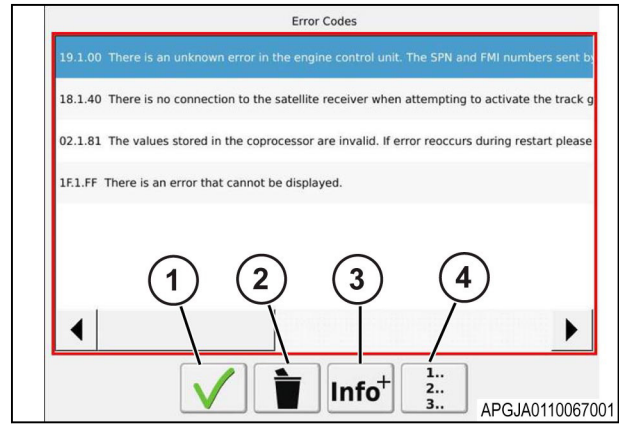 Error Codes
19.1.00 There is an unknown error in the engine control unit. The SPN and FMI numbers sent by
18.1.40 There is no connection to the satellite receiver when attempting to activate the track g
02.1.81 The values stored in the coprocessor are invalid. If error reoccurs during restart please
1F.1.FF There is an error that cannot be displayed.
1 2 3 4
Info+
1..
2..
3..
APGJA0110067001